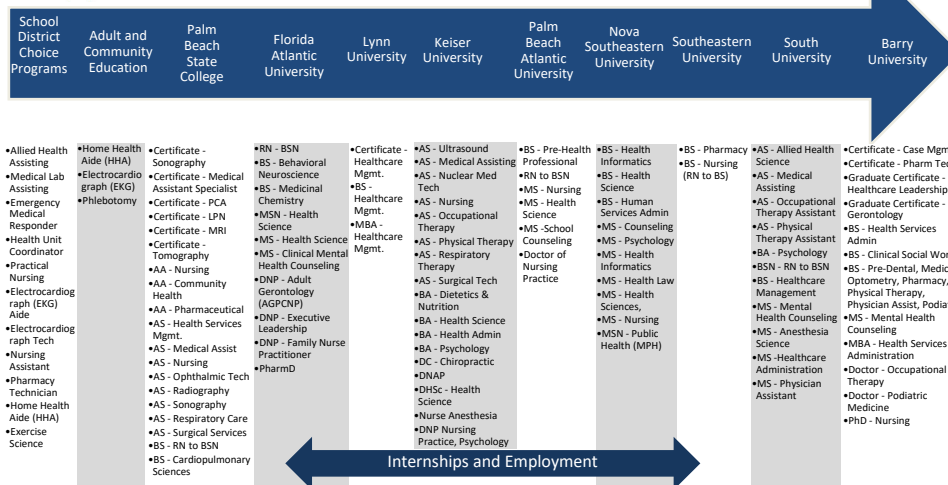 School
District
Choice
Programs
Adult and
Community
Education
Palm
Beach
State
College
Florida
Atlantic
University
Lynn
University
Keiser
University
Palm
Beach
Atlantic
University
Nova
Southeastern
University
Southeastern
University
South
University
Barry
University
•Allied Health
Assisting
•Medical Lab
Assisting
•Emergency
Medical
Responder
•Health Unit
Coordinator
•Practical
Nursing
•Electrocardiog
raph (EKG)
Aide
•Electrocardiog
raph Tech
•Nursing
Assistant
•Pharmacy
Technician
•Home Health
Aide (HHA)
•Exercise
Science
•Home Health
Aide (HHA)
•Electrocardio
graph (EKG)
•Phlebotomy
•Certificate -
Sonography
•Certificate - Medical
Assistant Specialist
•Certificate - PCA
•Certificate - LPN
•Certificate - MRI
•Certificate -
Tomography
•AA - Nursing
•AA - Community
Health
•AA - Pharmaceutical
•AS - Health Services
Mgmt.
•AS - Medical Assist
•AS - Nursing
•AS - Ophthalmic Tech
•AS - Radiography
•AS - Sonography
•AS - Respiratory Care
•AS - Surgical Services
•BS - RN to BSN
•BS - Cardiopulmonary
Sciences
•RN - BSN
•BS - Behavioral
Neuroscience
•BS - Medicinal
Chemistry
•MSN - Health
Science
•MS - Health Science
•MS - Clinical Mental
Health Counseling
•DNP - Adult
Gerontology
(AGPCNP)
•DNP - Executive
Leadership
•DNP - Family Nurse
Practitioner
•PharmD
•Certificate -
Healthcare
Mgmt.
•BS -
Healthcare
Mgmt.
•MBA -
Healthcare
Mgmt.
•AS - Ultrasound
•AS - Medical Assisting
•AS - Nuclear Med
Tech
•AS - Nursing
•AS - Occupational
Therapy
•AS - Physical Therapy
•AS - Respiratory
Therapy
•AS - Surgical Tech
•BA - Dietetics &
Nutrition
•BA - Health Science
•BA - Health Admin
•BA - Psychology
•DC - Chiropractic
•DNAP
•DHSc - Health
Science
•Nurse Anesthesia
•DNP Nursing
Practice, Psychology
•BS - Pre-Health
Professional
•RN to BSN
•MS - Nursing
•MS - Health
Science
•MS -School
Counseling
•Doctor of
Nursing
Practice
•BS - Health
Informatics
•BS - Health
Science
•BS - Human
Services Admin
•MS - Counseling
•MS - Psychology
•MS - Health
Informatics
•MS - Health Law
•MS - Health
Sciences,
•MS - Nursing
•MSN - Public
Health (MPH)
•BS - Pharmacy
•BS - Nursing
(RN to BS)
•AS - Allied Health
Science
•AS - Medical
Assisting
•AS - Occupational
Therapy Assistant
•AS - Physical
Therapy Assistant
•BA - Psychology
•BSN - RN to BSN
•BS - Healthcare
Management
•MS - Mental
Health Counseling
•MS - Anesthesia
Science
•MS -Healthcare
Administration
•MS - Physician
Assistant
•Certificate - Case Mgm
•Certificate - Pharm Tec
•Graduate Certificate -
Healthcare Leadership
•Graduate Certificate -
Gerontology
•BS - Health Services
Admin
•BS - Clinical Social Wor
•BS - Pre-Dental, Medic
Optometry, Pharmacy,
Physical Therapy,
Physician Assist, Podia
•MS - Mental Health
Counseling
•MBA - Health Services
Administration
•Doctor - Occupational
Therapy
•Doctor - Podiatric
Medicine
•PhD - Nursing
Internships and Employment